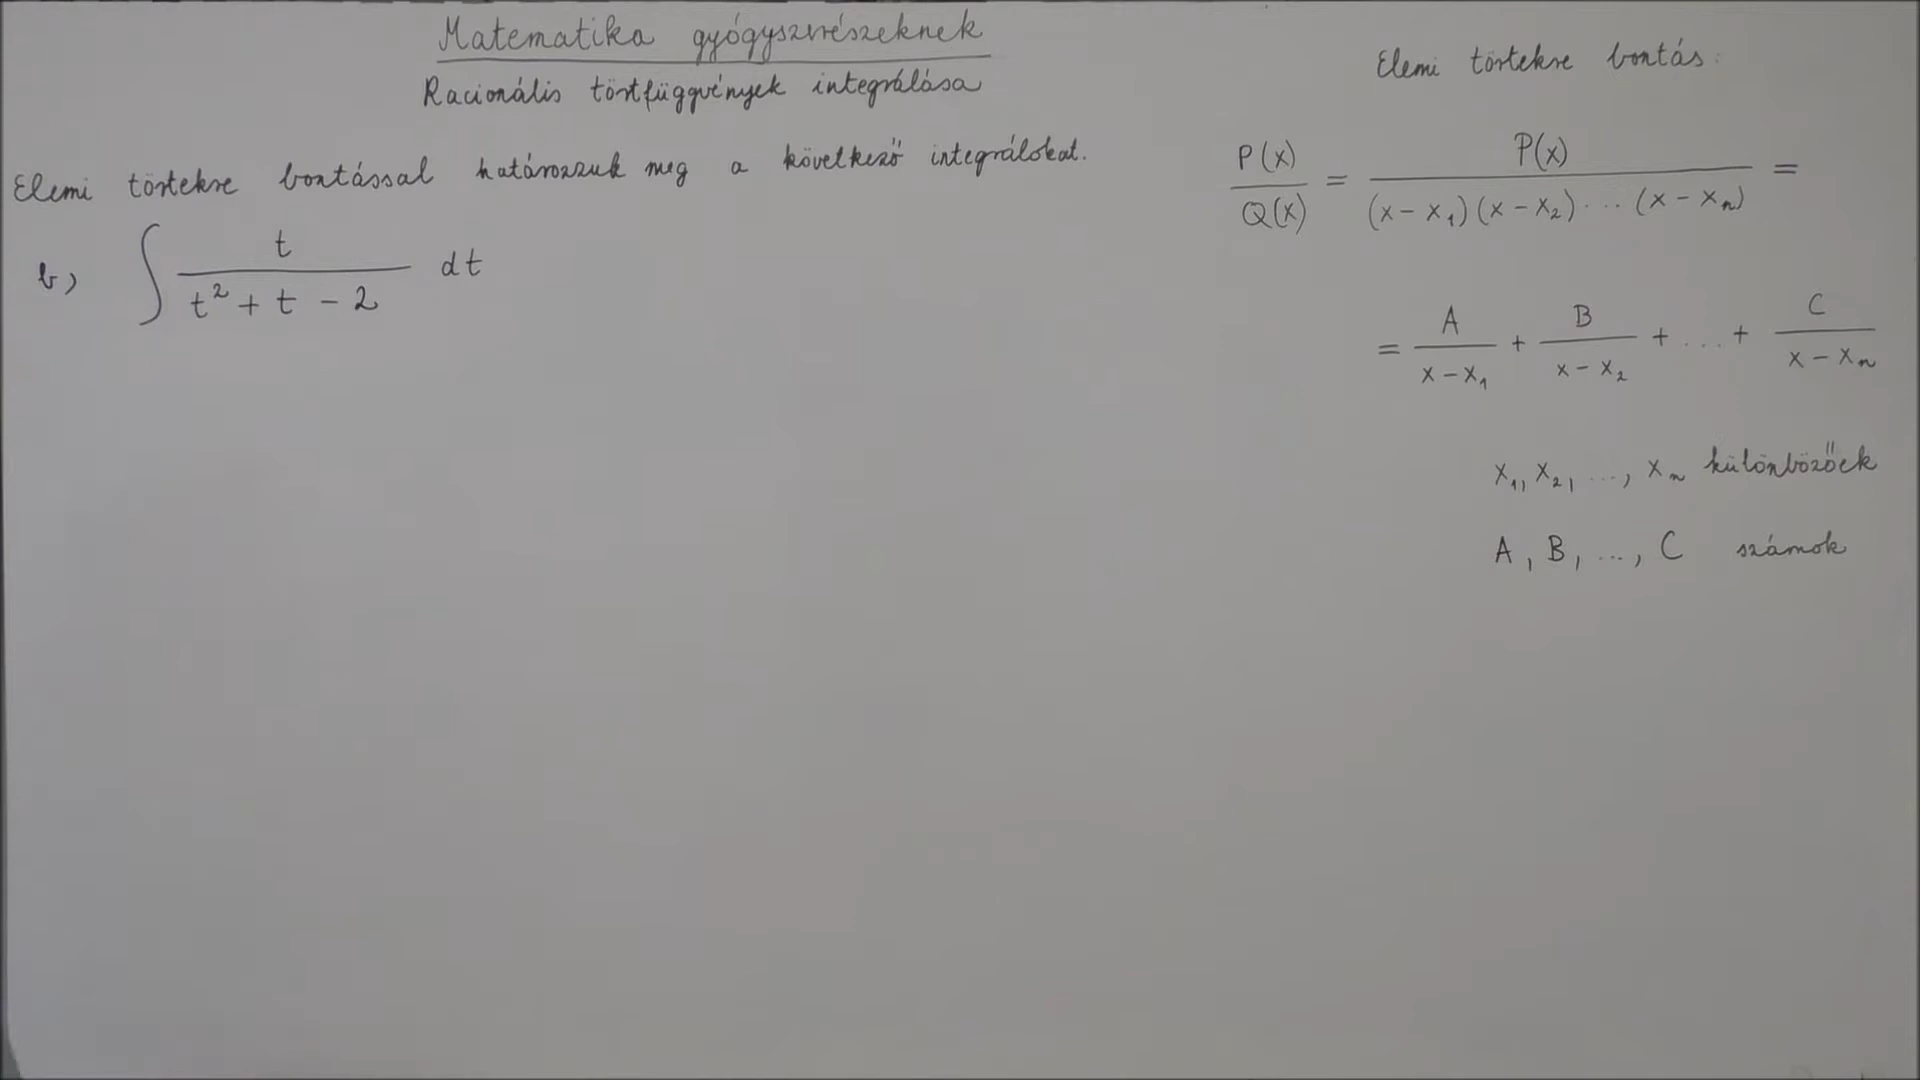 Matematika gyógyszerészeknek
Racionális törtfüggvények integrálása
Elemi törtekre bontással határozzuk meg a következő integrálokat.
b) ∫ t / (t² + t - 2) dt
Elemi törtekre bontás:
P(x) / Q(x) = P(x) / ((x - x₁)(x - x₂) · ... (x - xₙ)) =
= A / (x - x₁) + B / (x - x₂) + ... + C / (x - xₙ)
x₁, x₂, ..., xₙ különbözőek
A, B, ..., C számok